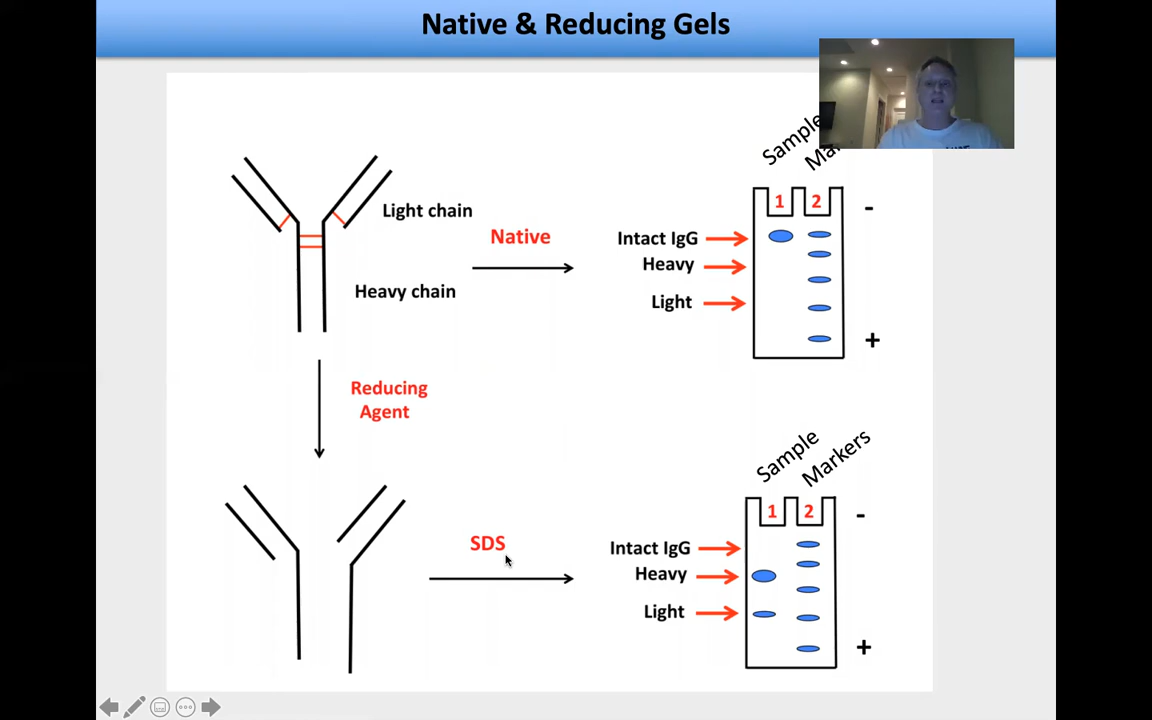 Native & Reducing Gels
Sample
Light chain
Native
Heavy chain
1 2
-
Intact IgG
Heavy
Light
+
Reducing
Agent
Sample
Markers
SDS
1 2
-
Intact IgG
Heavy
Light
+